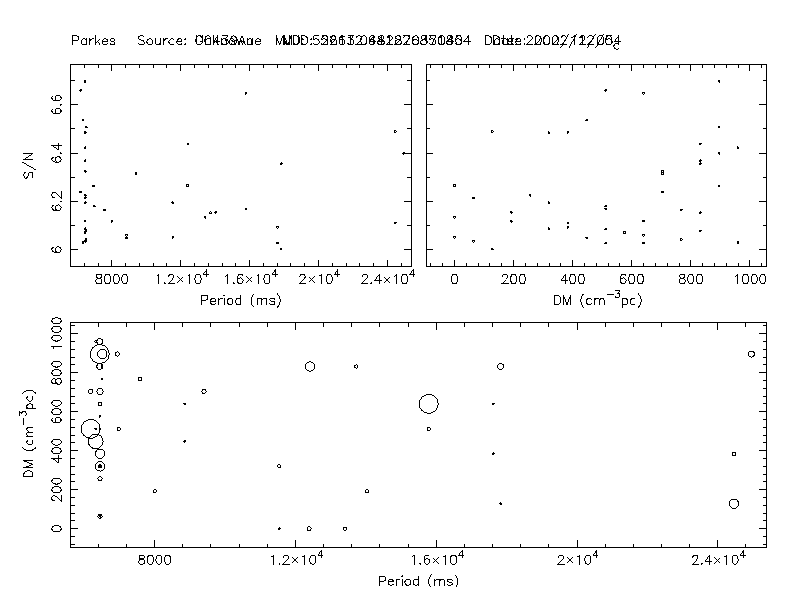 Parkes Source:
S/N
6 6.2 6.4 6.6
8000 1.2×10⁴ 1.6×10⁴ 2×10⁴ 2.4×10⁴
Period (ms)
0 200 400 600 800 1000
DM (cm⁻³pc)
DM (cm⁻³pc)
0 200 400 600 800 1000
8000 1.2×10⁴ 1.6×10⁴ 2×10⁴ 2.4×10⁴
Period (ms)